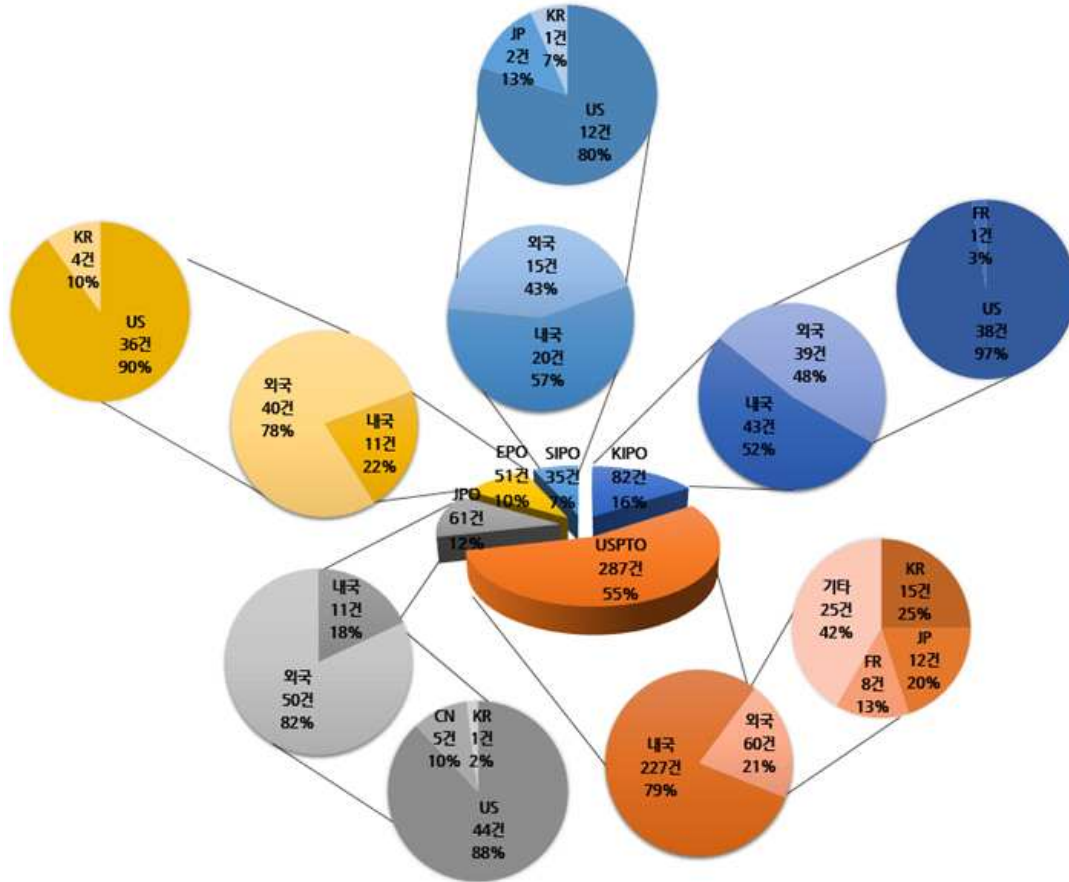 KR
1건
7%
JP
2건
13%
US
12건
80%
외국
15건
43%
내국
20건
57%
KR
4건
10%
US
36건
90%
외국
40건
78%
내국
11건
22%
FR
1건
3%
US
38건
97%
외국
39건
48%
내국
43건
52%
EPO
51건
10%
SIPO
35건
7%
KIPO
82건
16%
JPO
61건
12%
USPTO
287건
55%
내국
11건
18%
외국
50건
82%
CN
5건
10%
KR
1건
2%
US
44건
88%
내국
227건
79%
외국
60건
21%
기타
25건
42%
KR
15건
25%
JP
12건
20%
FR
8건
13%